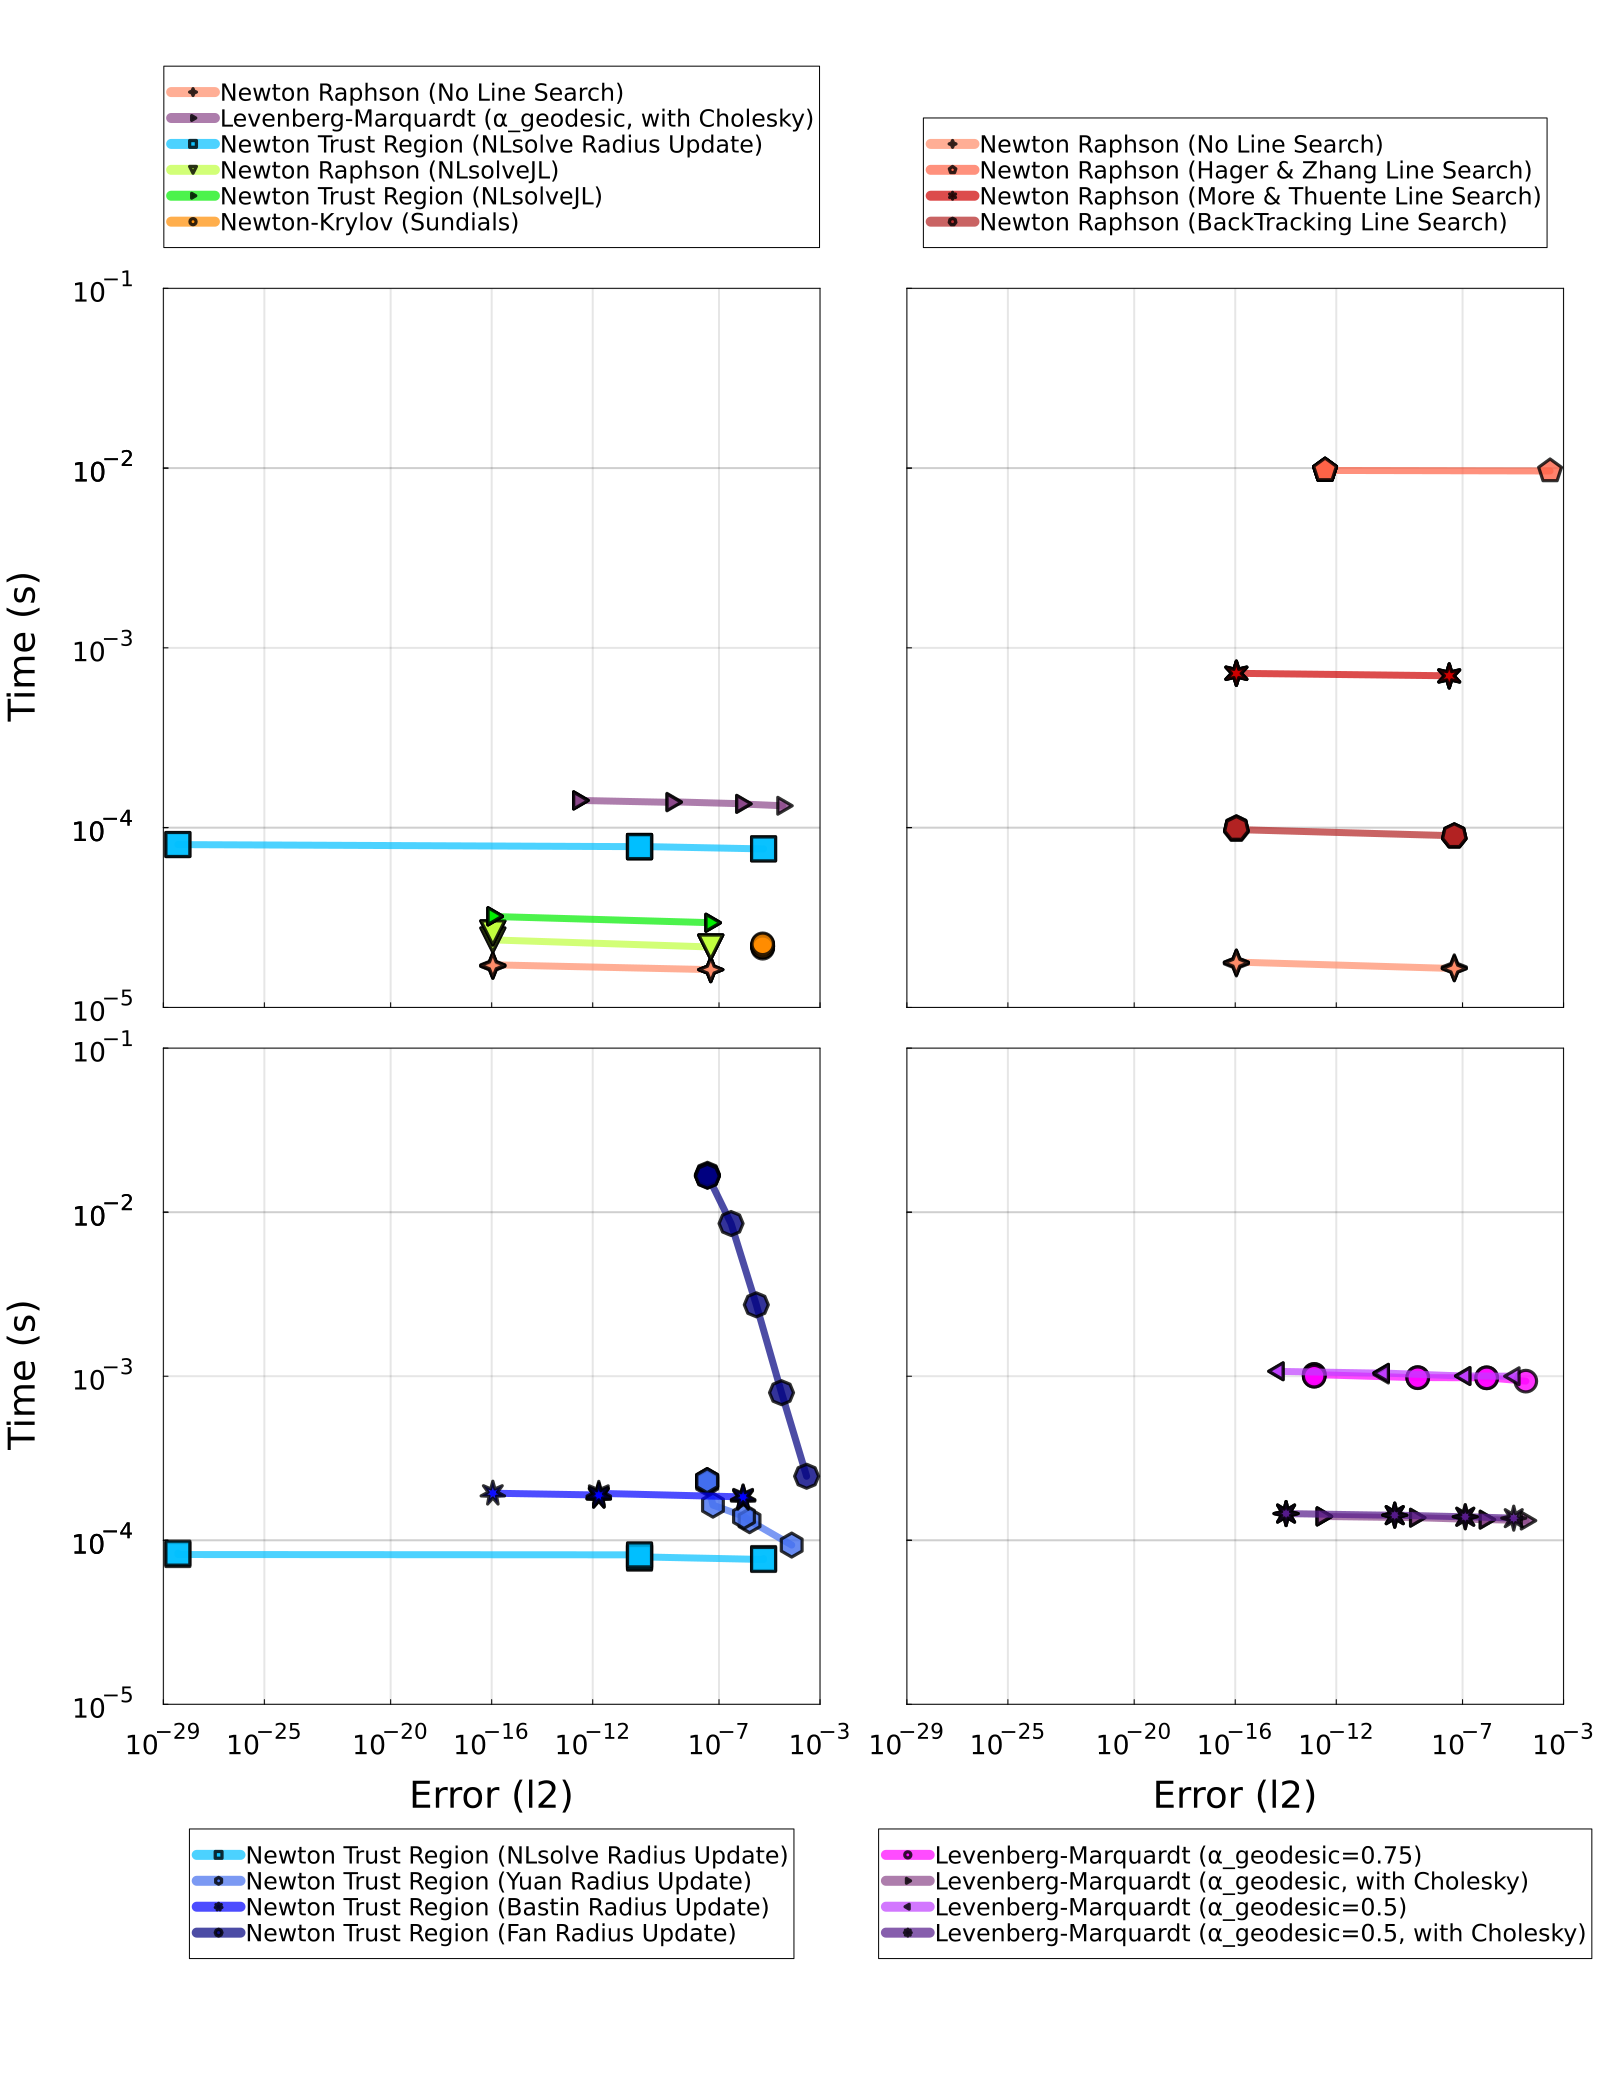 Newton Raphson (No Line Search)
Levenberg-Marquardt (α_geodesic, with Cholesky)
Newton Trust Region (NLsolve Radius Update)
Newton Raphson (NLsolveJL)
Newton Trust Region (NLsolveJL)
Newton-Krylov (Sundials)
Newton Raphson (No Line Search)
Newton Raphson (Hager & Zhang Line Search)
Newton Raphson (More & Thuente Line Search)
Newton Raphson (BackTracking Line Search)
Time (s)
10⁻¹
10⁻²
10⁻³
10⁻⁴
10⁻⁵
Time (s)
10⁻¹
10⁻²
10⁻³
10⁻⁴
10⁻⁵
10⁻²⁹ 10⁻²⁵ 10⁻²⁰ 10⁻¹⁶ 10⁻¹² 10⁻⁷ 10⁻³
Error (l2)
10⁻²⁹ 10⁻²⁵ 10⁻²⁰ 10⁻¹⁶ 10⁻¹² 10⁻⁷ 10⁻³
Error (l2)
Newton Trust Region (NLsolve Radius Update)
Newton Trust Region (Yuan Radius Update)
Newton Trust Region (Bastin Radius Update)
Newton Trust Region (Fan Radius Update)
Levenberg-Marquardt (α_geodesic=0.75)
Levenberg-Marquardt (α_geodesic, with Cholesky)
Levenberg-Marquardt (α_geodesic=0.5)
Levenberg-Marquardt (α_geodesic=0.5, with Cholesky)